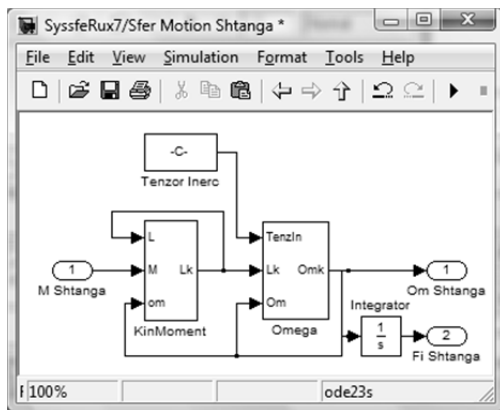 SyssfeRux7/Sfer Motion Shtanga *
File Edit View Simulation Format Tools Help
-C-
Tenzor Inerc
L
M Lk
om
KinMoment
TenzIn
Lk Omk
Om
Omega
1
M Shtanga
1
Om Shtanga
Integrator
1
s
2
Fi Shtanga
100%
ode23s